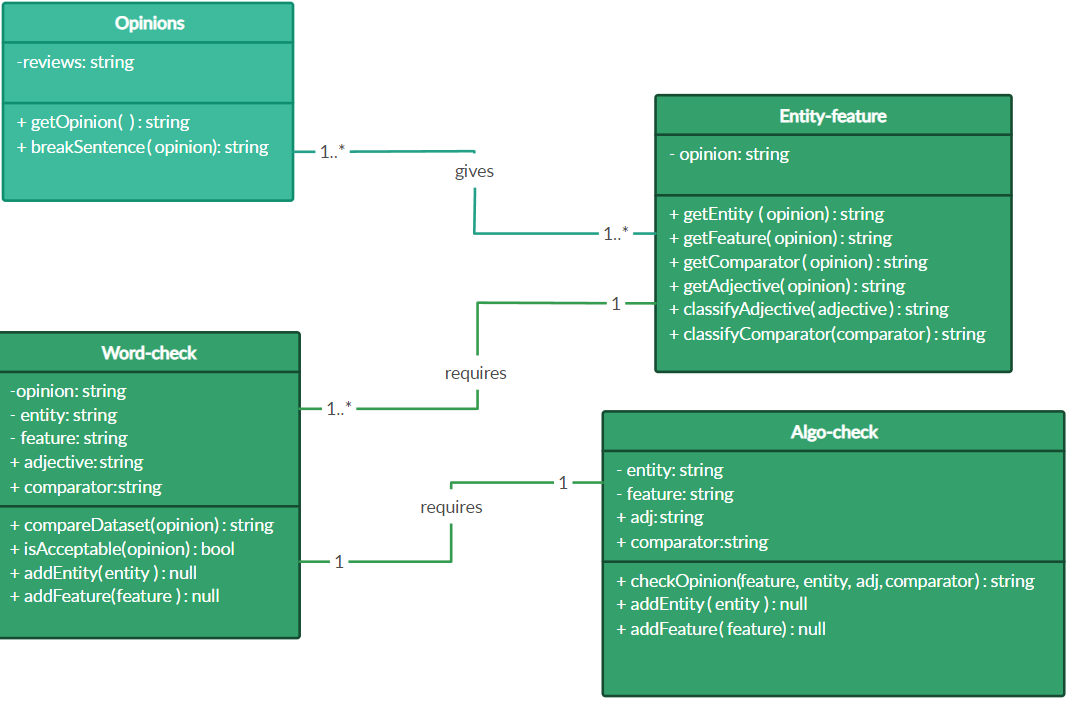 Opinions
-reviews: string
+ getOpinion( ) : string
+ breakSentence( opinion): string
1..*
gives
1..*
Entity-feature
- opinion: string
+ getEntity ( opinion) : string
+ getFeature( opinion) : string
+ getComparator( opinion) : string
+ getAdjective( opinion) : string
+ classifyAdjective( adjective ) : string
+ classifyComparator(comparator) : string
1
requires
1..*
Word-check
-opinion: string
- entity: string
- feature: string
+ adjective:string
+ comparator:string
+ compareDataset(opinion) : string
+ isAcceptable(opinion) : bool
+ addEntity( entity ) : null
+ addFeature(feature ) : null
1
requires
1
Algo-check
- entity: string
- feature: string
+ adj:string
+ comparator:string
+ checkOpinion(feature, entity, adj, comparator) : string
+ addEntity( entity ) : null
+ addFeature( feature) : null